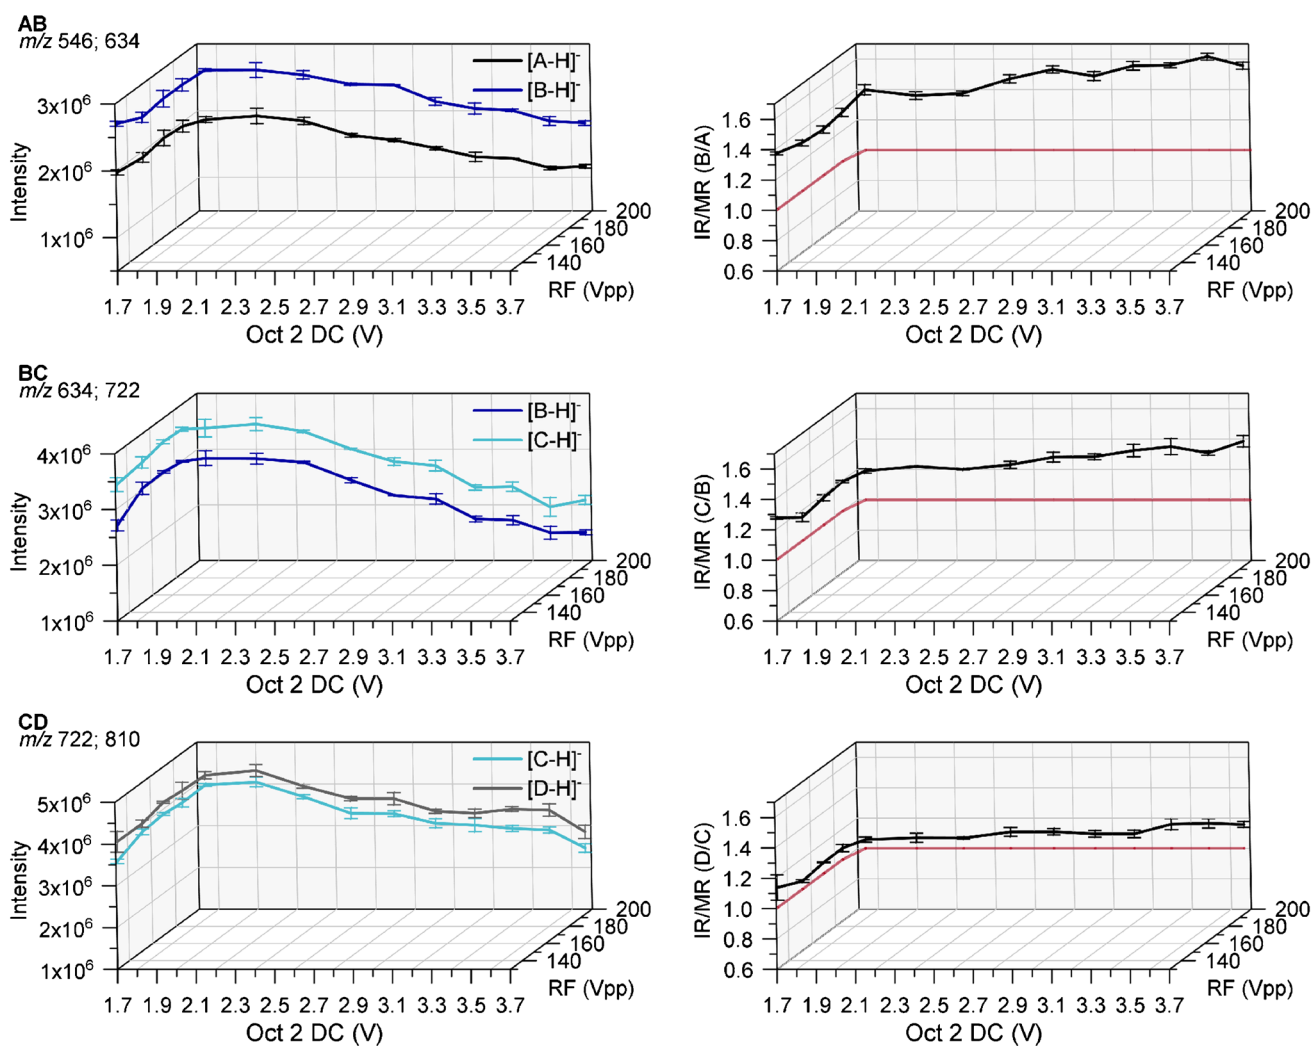 AB
m/z 546; 634
[A-H]-
[B-H]-
3x10⁶
2x10⁶
1x10⁶
Intensity
200
180
160
140
RF (Vpp)
1.7 1.9 2.1 2.3 2.5 2.7 2.9 3.1 3.3 3.5 3.7
Oct 2 DC (V)
1.6
1.4
1.2
1.0
0.8
0.6
IR/MR (B/A)
200
180
160
140
RF (Vpp)
1.7 1.9 2.1 2.3 2.5 2.7 2.9 3.1 3.3 3.5 3.7
Oct 2 DC (V)
BC
m/z 634; 722
[B-H]-
[C-H]-
4x10⁶
3x10⁶
2x10⁶
1x10⁶
Intensity
200
180
160
140
RF (Vpp)
1.7 1.9 2.1 2.3 2.5 2.7 2.9 3.1 3.3 3.5 3.7
Oct 2 DC (V)
1.6
1.4
1.2
1.0
0.8
0.6
IR/MR (C/B)
200
180
160
140
RF (Vpp)
1.7 1.9 2.1 2.3 2.5 2.7 2.9 3.1 3.3 3.5 3.7
Oct 2 DC (V)
CD
m/z 722; 810
[C-H]-
[D-H]-
5x10⁶
4x10⁶
3x10⁶
2x10⁶
1x10⁶
Intensity
200
180
160
140
RF (Vpp)
1.7 1.9 2.1 2.3 2.5 2.7 2.9 3.1 3.3 3.5 3.7
Oct 2 DC (V)
1.6
1.4
1.2
1.0
0.8
0.6
IR/MR (D/C)
200
180
160
140
RF (Vpp)
1.7 1.9 2.1 2.3 2.5 2.7 2.9 3.1 3.3 3.5 3.7
Oct 2 DC (V)